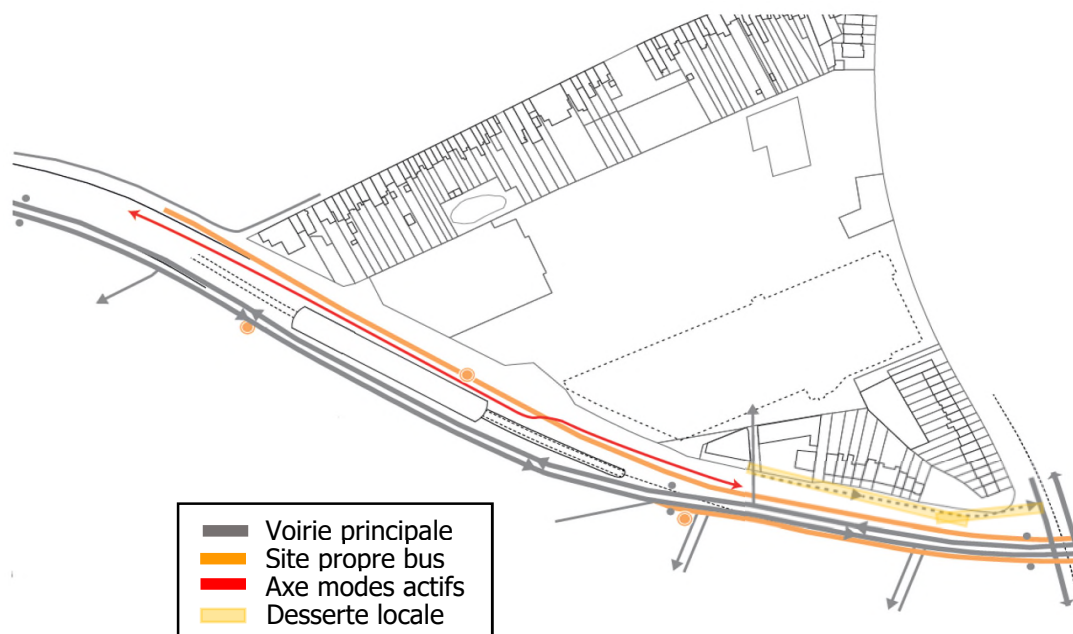 Voirie principale
Site propre bus
Axe modes actifs
Desserte locale